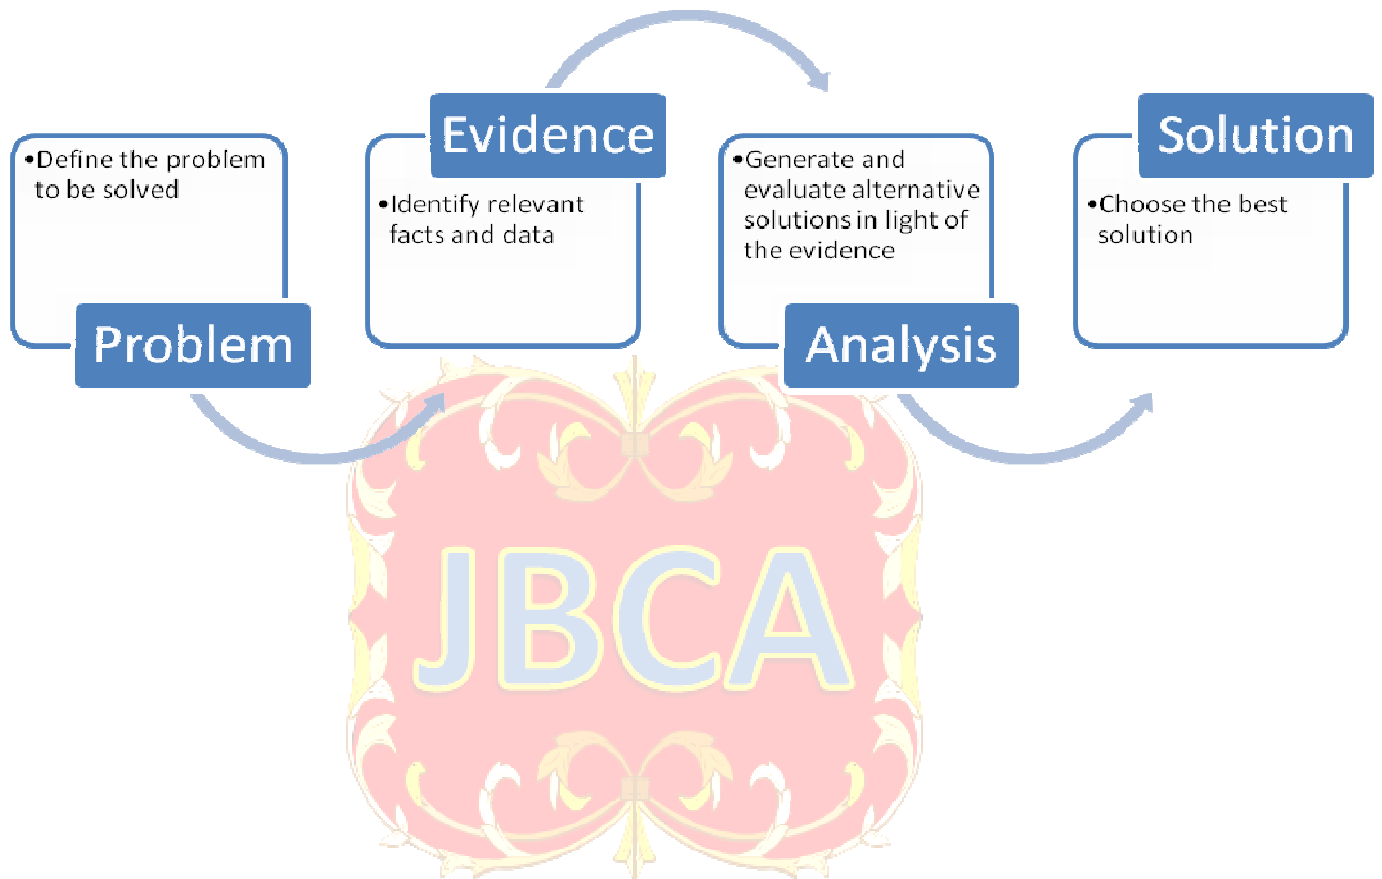 •Define the problem
to be solved
Problem
Evidence
•Identify relevant
facts and data
•Generate and
evaluate alternative
solutions in light of
the evidence
Analysis
Solution
•Choose the best
solution
JBCA